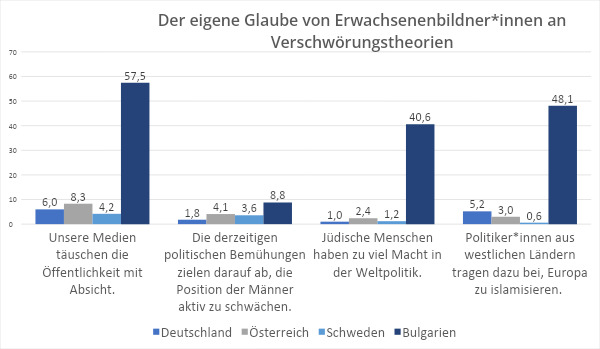 Der eigene Glaube von Erwachsenenbildner*innen an
Verschwörungstheorien
70
60
50
40
30
20
10
0
6,0 8,3 4,2 57,5
1,8 4,1 3,6 8,8
1,0 2,4 1,2 40,6
5,2 3,0 0,6 48,1
Unsere Medien
täuschen die
Öffentlichkeit mit
Absicht.
Die derzeitigen
politischen Bemühungen
zielen darauf ab, die
Position der Männer
aktiv zu schwächen.
Jüdische Menschen
haben zu viel Macht in
der Weltpolitik.
Politiker*innen aus
westlichen Ländern
tragen dazu bei, Europa
zu islamisieren.
Deutschland Österreich Schweden Bulgarien